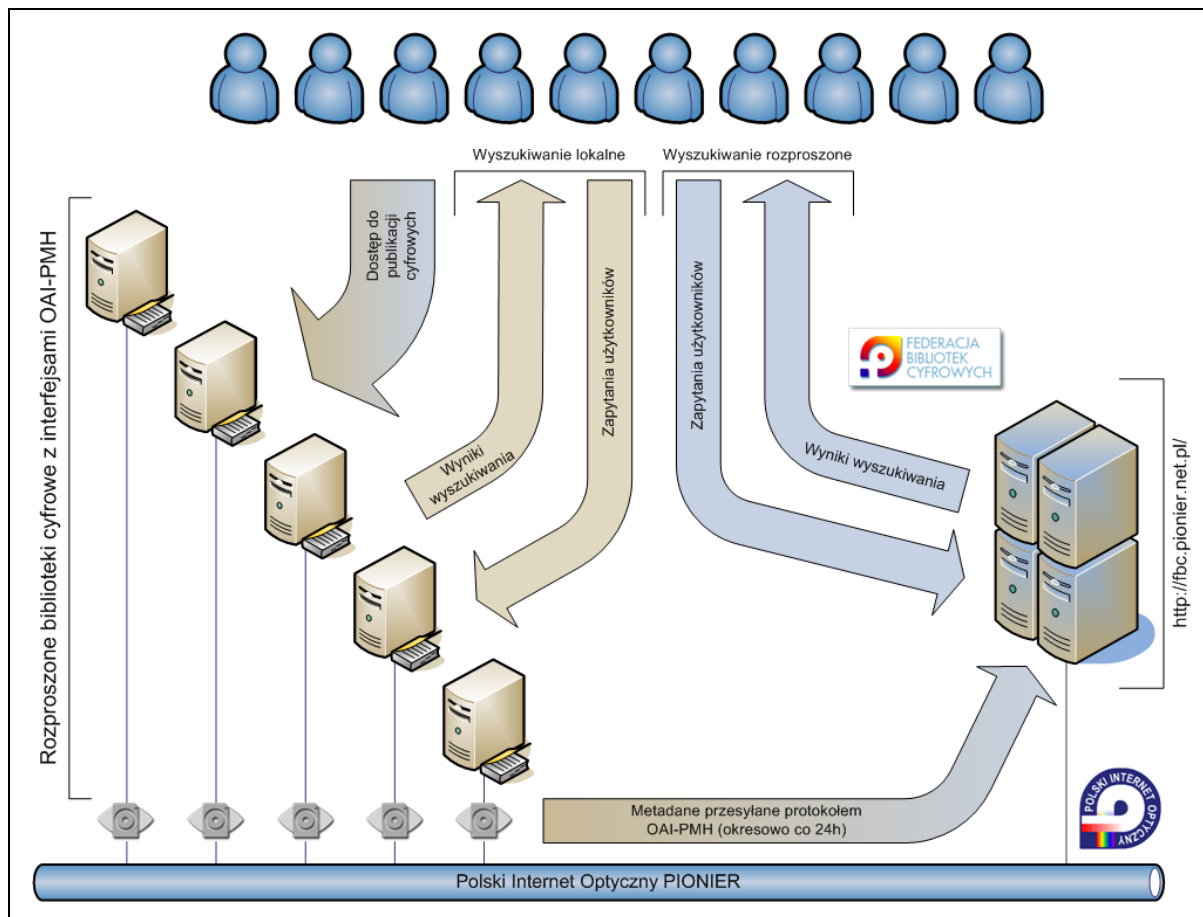 Wyszukiwanie lokalne
Wyszukiwanie rozproszone
Rozproszone biblioteki cyfrowe z interfejsami OAI-PMH
Dostęp do
publikacji
cyfrowych
Wyniki
wyszukiwania
Zapytania użytkowników
Zapytania użytkowników
Wyniki wyszukiwania
FEDERACJA
BIBLIOTEK
CYFROWYCH
http://fbc.pionier.net.pl/
Metadane przesyłane protokołem
OAI-PMH (okresowo co 24h)
POLSKI INTERNET OPTYCZNY
Polski Internet Optyczny PIONIER